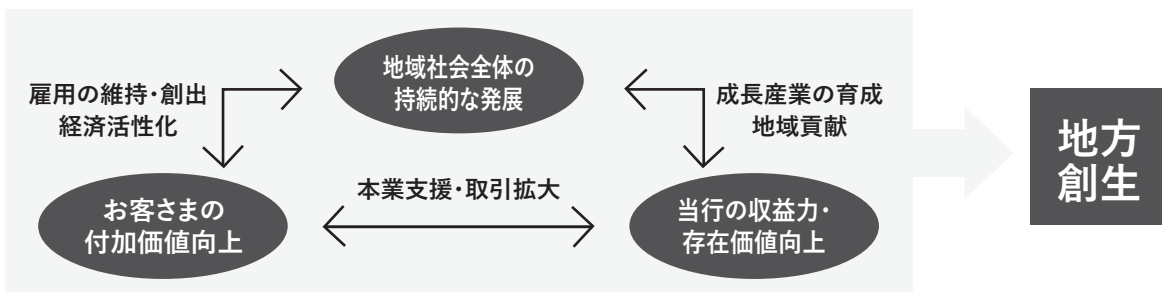 地域社会全体の
持続的な発展
雇用の維持・創出
経済活性化
成長産業の育成
地域貢献
本業支援・取引拡大
お客さまの
付加価値向上
当行の収益力・
存在価値向上
地方
創生